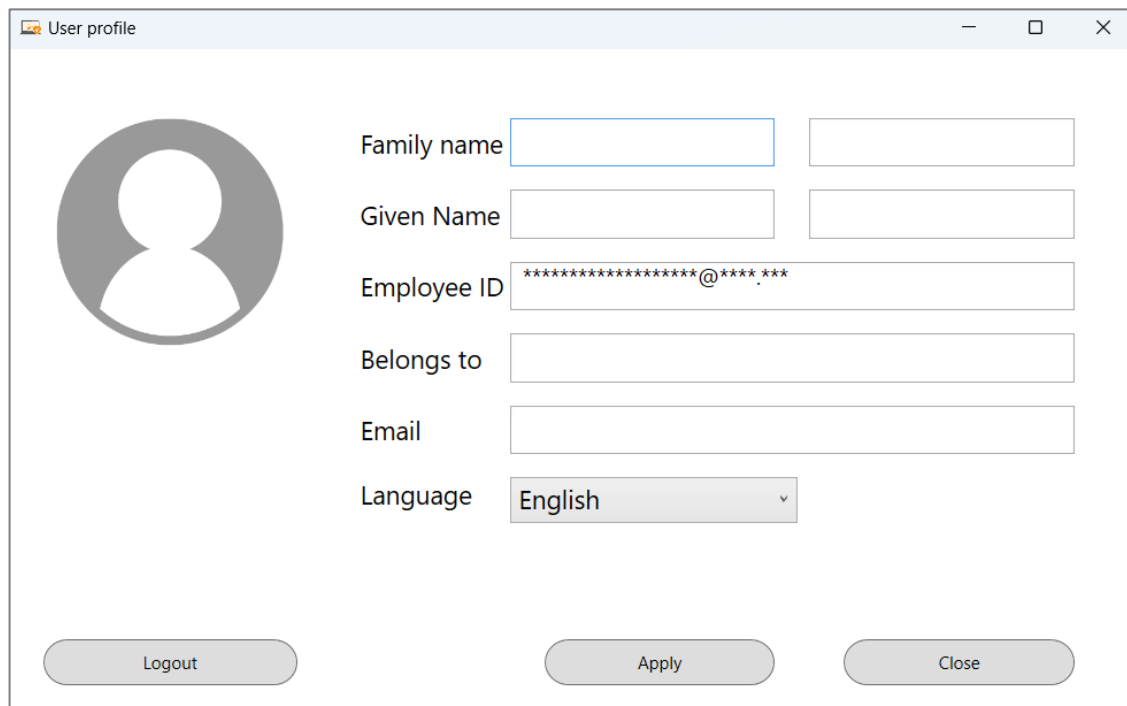 User profile
Family name
Given Name
Employee ID
*******************@****.***
Belongs to
Email
Language
English
Logout
Apply
Close